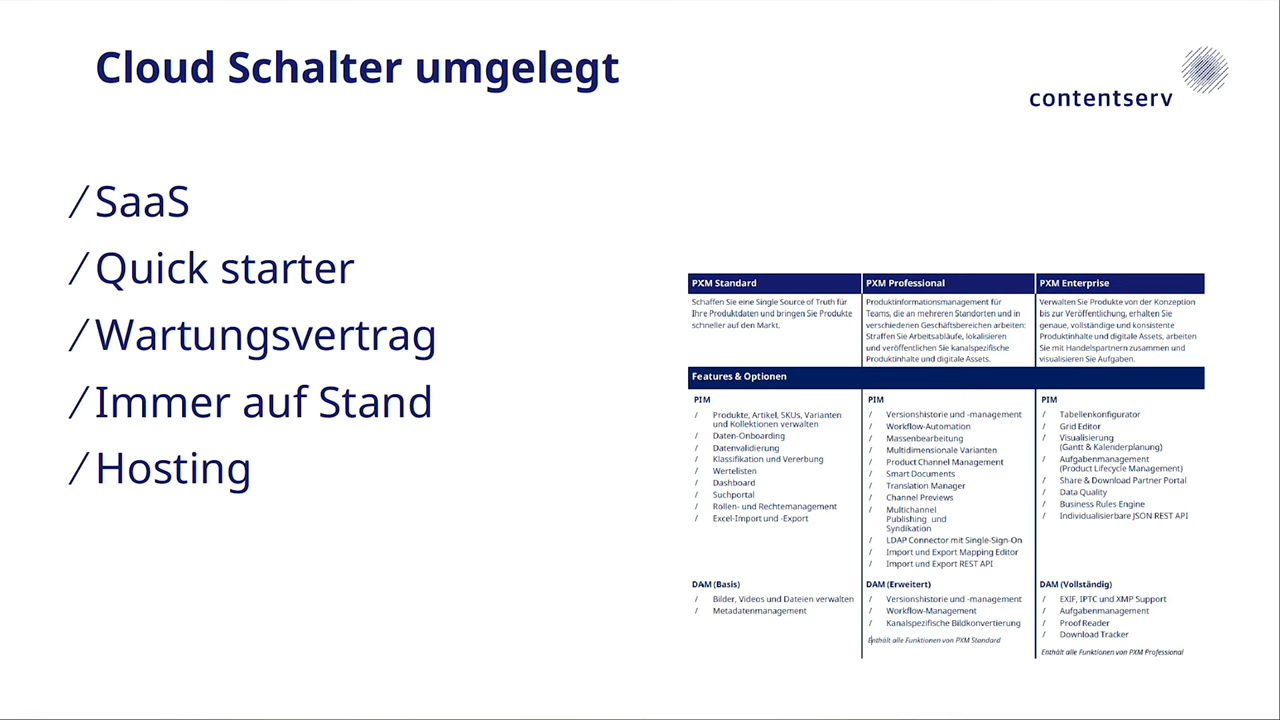 Cloud Schalter umgelegt
contentserv
/ SaaS
/ Quick starter
/ Wartungsvertrag
/ Immer auf Stand
/ Hosting
PXM Standard
Schaffen Sie eine Single Source of Truth für
Ihre Produktdaten und bringen Sie Produkte
schneller auf den Markt.
PXM Professional
Produktinformationsmanagement für
Teams, die an mehreren Standorten und in
verschiedenen Geschäftsbereichen arbeiten:
Straffen Sie Arbeitsabläufe, lokalisieren
und veröffentlichen Sie kanalspezifische
Produktinhalte und digitale Assets.
PXM Enterprise
Verwalten Sie Produkte von der Konzeption
bis zur Veröffentlichung, erhalten Sie
genaue, vollständige und konsistente
Produktinhalte und digitale Assets, arbeiten
Sie mit Handelspartnern zusammen und
visualisieren Sie Aufgaben.
Features & Optionen
PIM
/ Produkte, Artikel, SKUs, Varianten
und Kollektionen verwalten
/ Daten-Onboarding
/ Datenvalidierung
/ Klassifikation und Vererbung
/ Wertelisten
/ Dashboard
/ Suchportal
/ Rollen- und Rechtemanagement
/ Excel-Import und -Export
DAM (Basis)
/ Bilder, Videos und Dateien verwalten
/ Metadatenmanagement
PIM
/ Versionshistorie und -management
/ Workflow-Automation
/ Massenbearbeitung
/ Multidimensionale Varianten
/ Product Channel Management
/ Smart Documents
/ Translation Manager
/ Channel Previews
/ Multichannel
Publishing und
Syndikation
/ LDAP Connector mit Single-Sign-On
/ Import und Export Mapping Editor
/ Import und Export REST API
DAM (Erweitert)
/ Versionshistorie und -management
/ Workflow-Management
/ Kanalspezifische Bildkonvertierung
Enthält alle Funktionen von PXM Standard
PIM
/ Tabellenkonfigurator
/ Grid Editor
/ Visualisierung
(Gantt & Kalenderplanung)
/ Aufgabenmanagement
(Product Lifecycle Management)
/ Share & Download Partner Portal
/ Data Quality
/ Business Rules Engine
/ Individualisierbare JSON REST API
DAM (Vollständig)
/ EXIF, IPTC und XMP Support
/ Aufgabenmanagement
/ Proof Reader
/ Download Tracker
Enthält alle Funktionen von PXM Professional